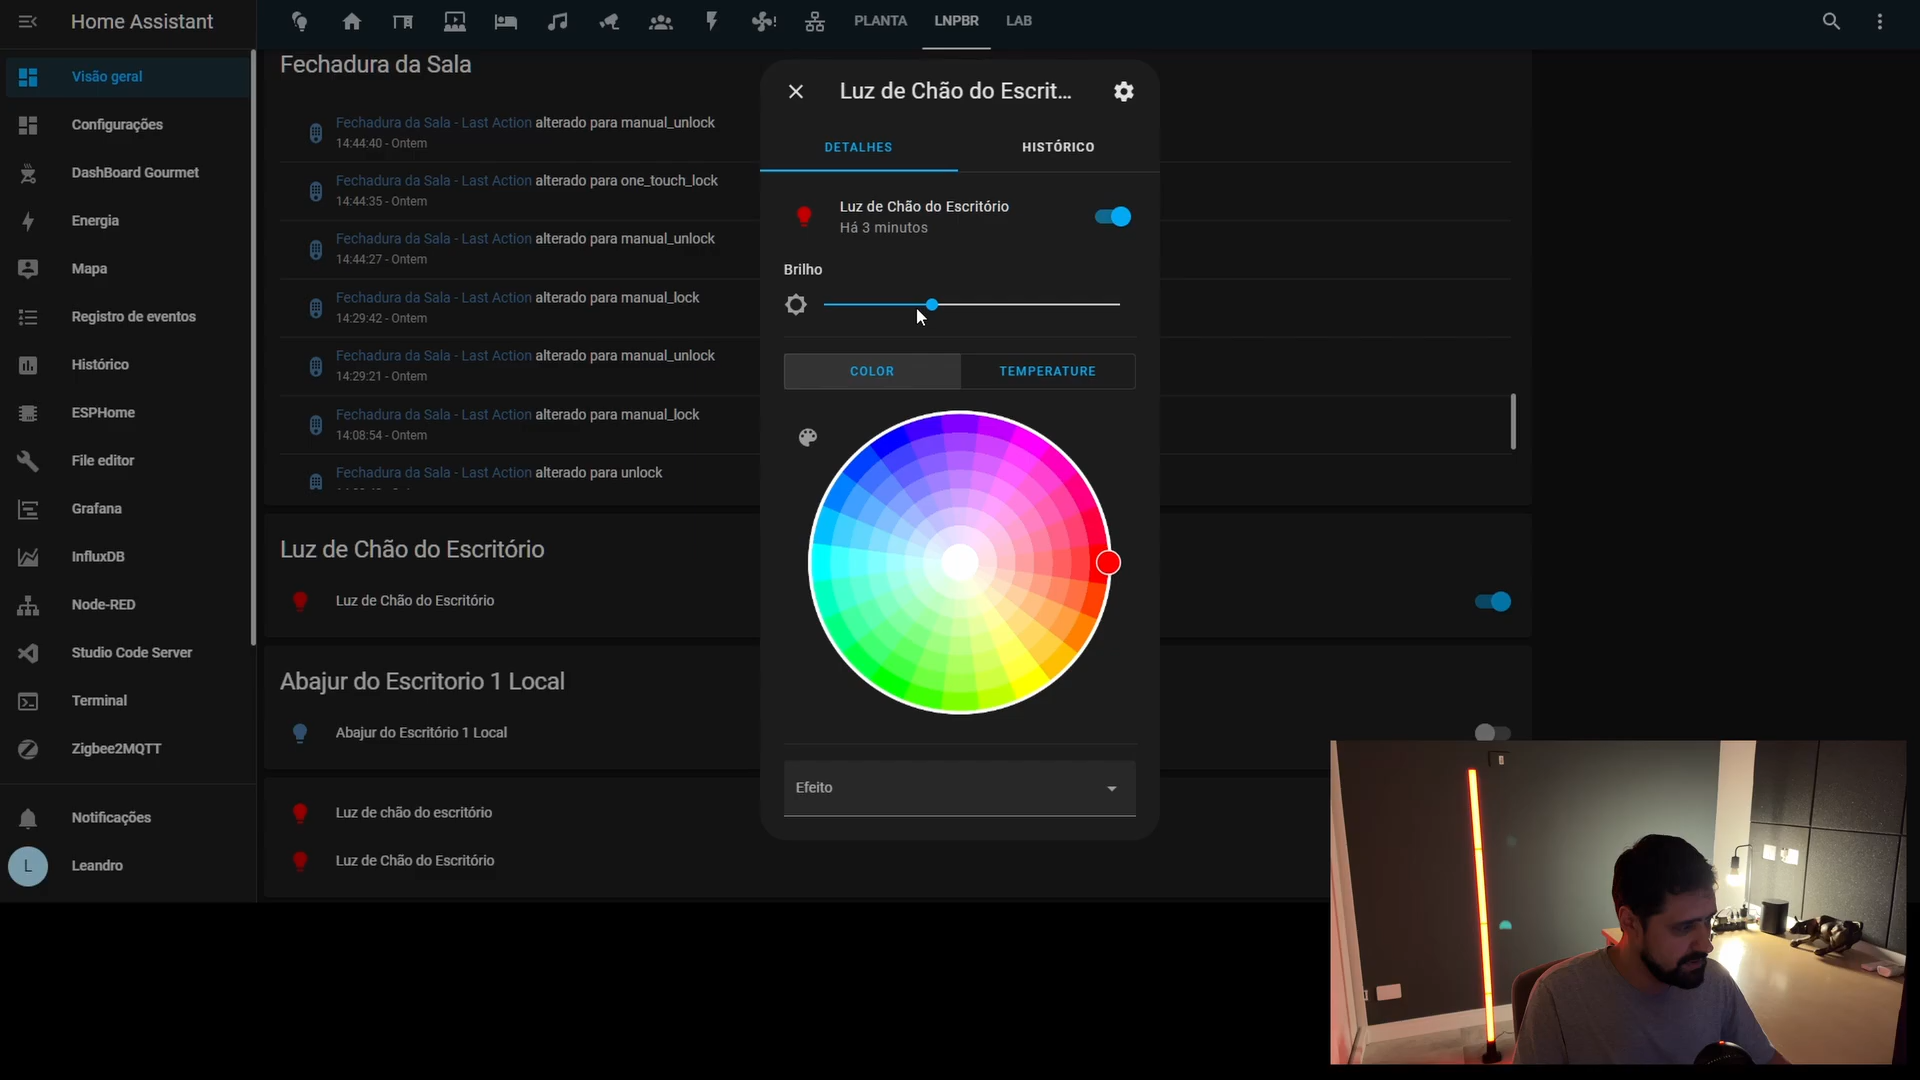 Home Assistant
PLANTA
LNPBR
LAB
Visão geral
Configurações
DashBoard Gourmet
Energia
Mapa
Registro de eventos
Histórico
ESPHome
File editor
Grafana
InfluxDB
Node-RED
Studio Code Server
Terminal
Zigbee2MQTT
Notificações
L
Leandro
Fechadura da Sala
Fechadura da Sala - Last Action alterado para manual_unlock
14:44:40 - Ontem
Fechadura da Sala - Last Action alterado para one_touch_lock
14:44:35 - Ontem
Fechadura da Sala - Last Action alterado para manual_unlock
14:44:27 - Ontem
Fechadura da Sala - Last Action alterado para manual_lock
14:29:42 - Ontem
Fechadura da Sala - Last Action alterado para manual_unlock
14:29:21 - Ontem
Fechadura da Sala - Last Action alterado para manual_lock
14:08:54 - Ontem
Fechadura da Sala - Last Action alterado para unlock
Luz de Chão do Escritório
Luz de Chão do Escritório
Abajur do Escritorio 1 Local
Abajur do Escritório 1 Local
Luz de chão do escritório
Luz de Chão do Escritório
Luz de Chão do Escrit...
DETALHES
HISTÓRICO
Luz de Chão do Escritório
Há 3 minutos
Brilho
COLOR
TEMPERATURE
Efeito